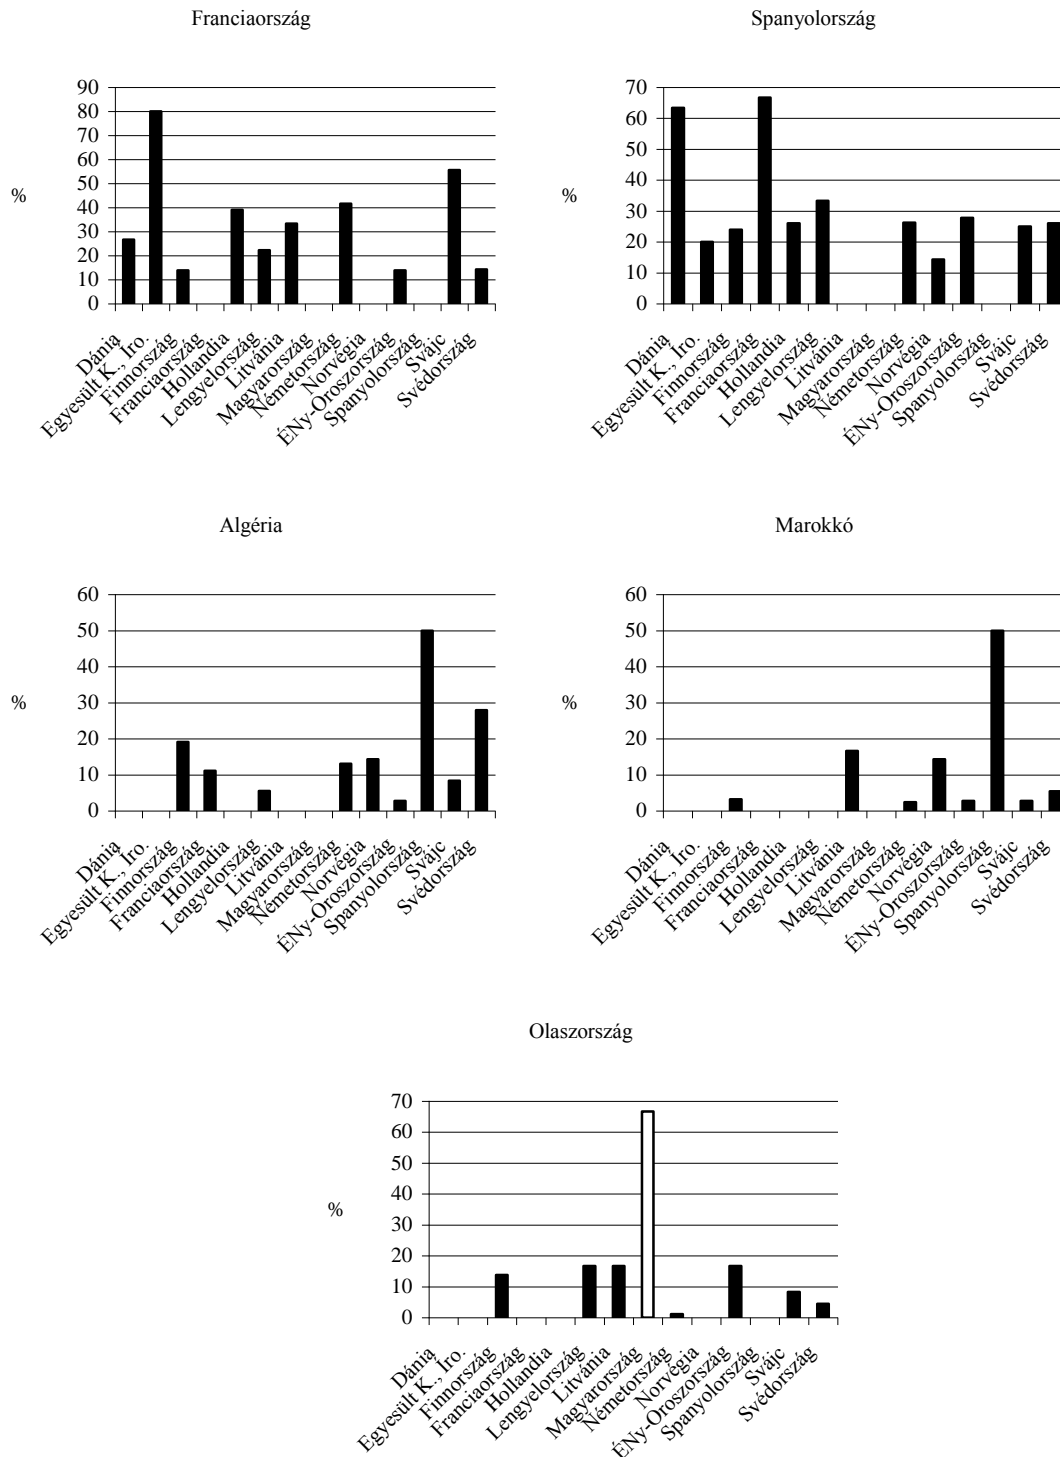 Franciaország
90
80
70
60
50
40
30
20
10
0
%
Dánia
Egyesült K., Íro.
Finnország
Franciaország
Hollandia
Lengyelország
Litvánia
Magyarország
Németország
Norvégia
ÉNy-Oroszország
Spanyolország
Svájc
Svédország
Spanyolország
70
60
50
40
30
20
10
0
%
Dánia
Egyesült K., Íro.
Finnország
Franciaország
Hollandia
Lengyelország
Litvánia
Magyarország
Németország
Norvégia
ÉNy-Oroszország
Spanyolország
Svájc
Svédország
Algéria
60
50
40
30
20
10
0
%
Dánia
Egyesült K., Íro.
Finnország
Franciaország
Hollandia
Lengyelország
Litvánia
Magyarország
Németország
Norvégia
ÉNy-Oroszország
Spanyolország
Svájc
Svédország
Marokkó
60
50
40
30
20
10
0
%
Dánia
Egyesült K., Íro.
Finnország
Franciaország
Hollandia
Lengyelország
Litvánia
Magyarország
Németország
Norvégia
ÉNy-Oroszország
Spanyolország
Svájc
Svédország
Olaszország
70
60
50
40
30
20
10
0
%
Dánia
Egyesült K., Íro.
Finnország
Franciaország
Hollandia
Lengyelország
Litvánia
Magyarország
Németország
Norvégia
ÉNy-Oroszország
Spanyolország
Svájc
Svédország